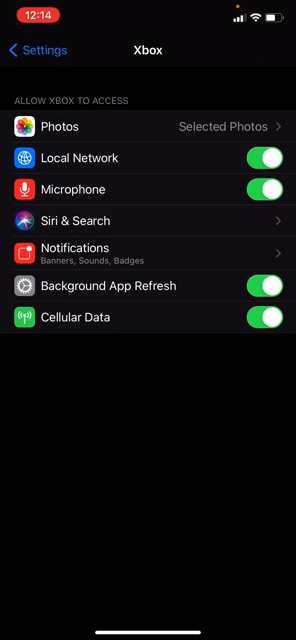 12:14
Settings
Xbox
ALLOW XBOX TO ACCESS
Photos
Selected Photos
Local Network
Microphone
Siri & Search
Notifications
Banners, Sounds, Badges
Background App Refresh
Cellular Data